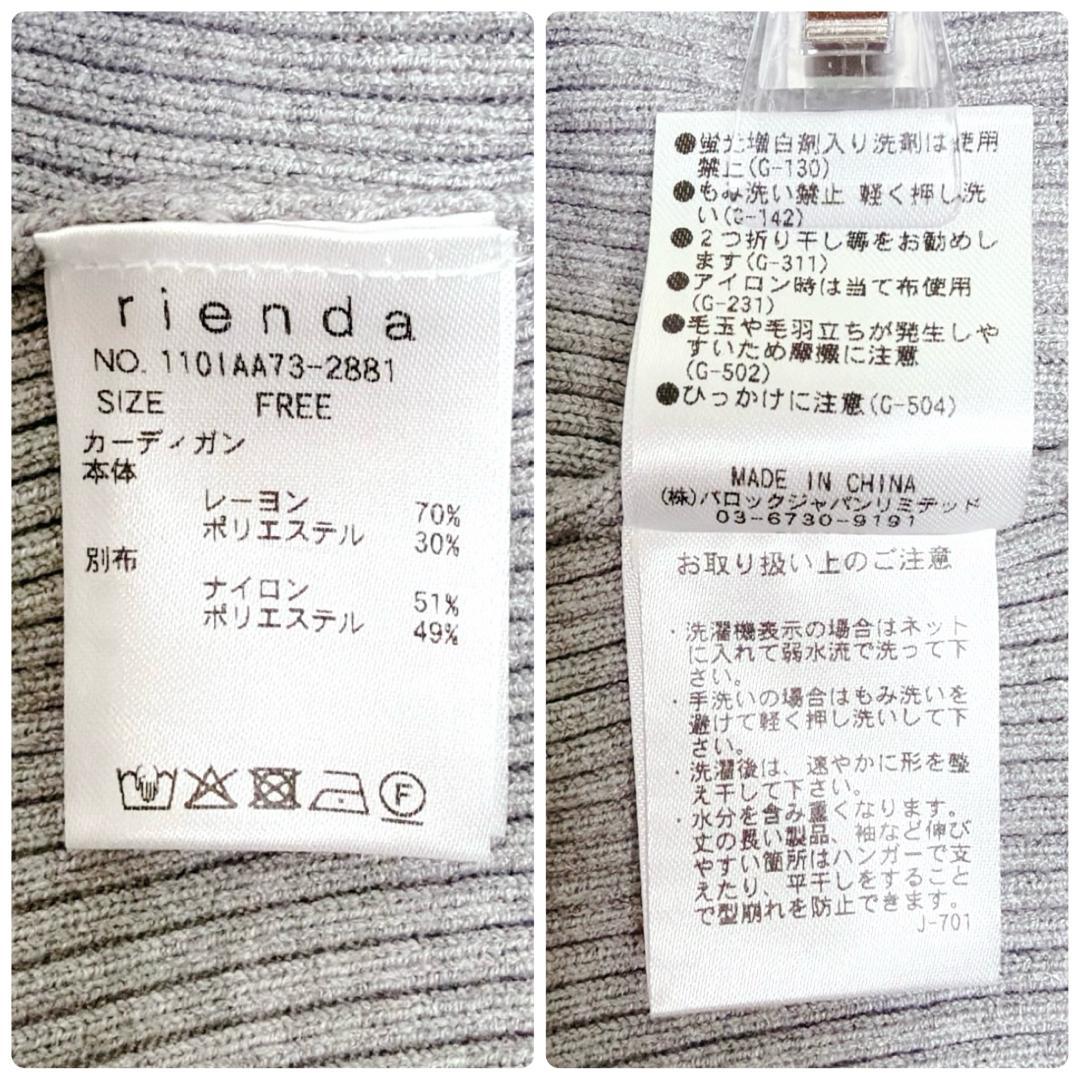 rienda
NO. 110IAA73-2881
SIZE FREE
カーディガン
本体
レーヨン 70%
ポリエステル 30%
別布
ナイロン 51%
ポリエステル 49%
F
●蛍光増白剤入り洗剤は使用
禁止(G-130)
●もみ洗い禁止 軽く押し洗
い(G-142)
●2つ折り干し等をお勧めし
ます(G-311)
●アイロン時は当て布使用
(G-231)
●毛玉や毛羽立ちが発生しや
すいため摩擦に注意
(G-502)
●ひっかけに注意(G-504)
MADE IN CHINA
(株)バロックジャパンリミテッド
03-6730-9191
お取り扱い上のご注意
・洗濯機表示の場合はネット
に入れて弱水流で洗って下
さい。
・手洗いの場合はもみ洗いを
避けて軽く押し洗いして下
さい。
・洗濯後は、速やかに形を整
え干して下さい。
・水分を含み重くなります。
丈の長い製品、袖など伸び
やすい箇所はハンガーで支
えたり、平干しをすること
で型崩れを防止できます。
J-701